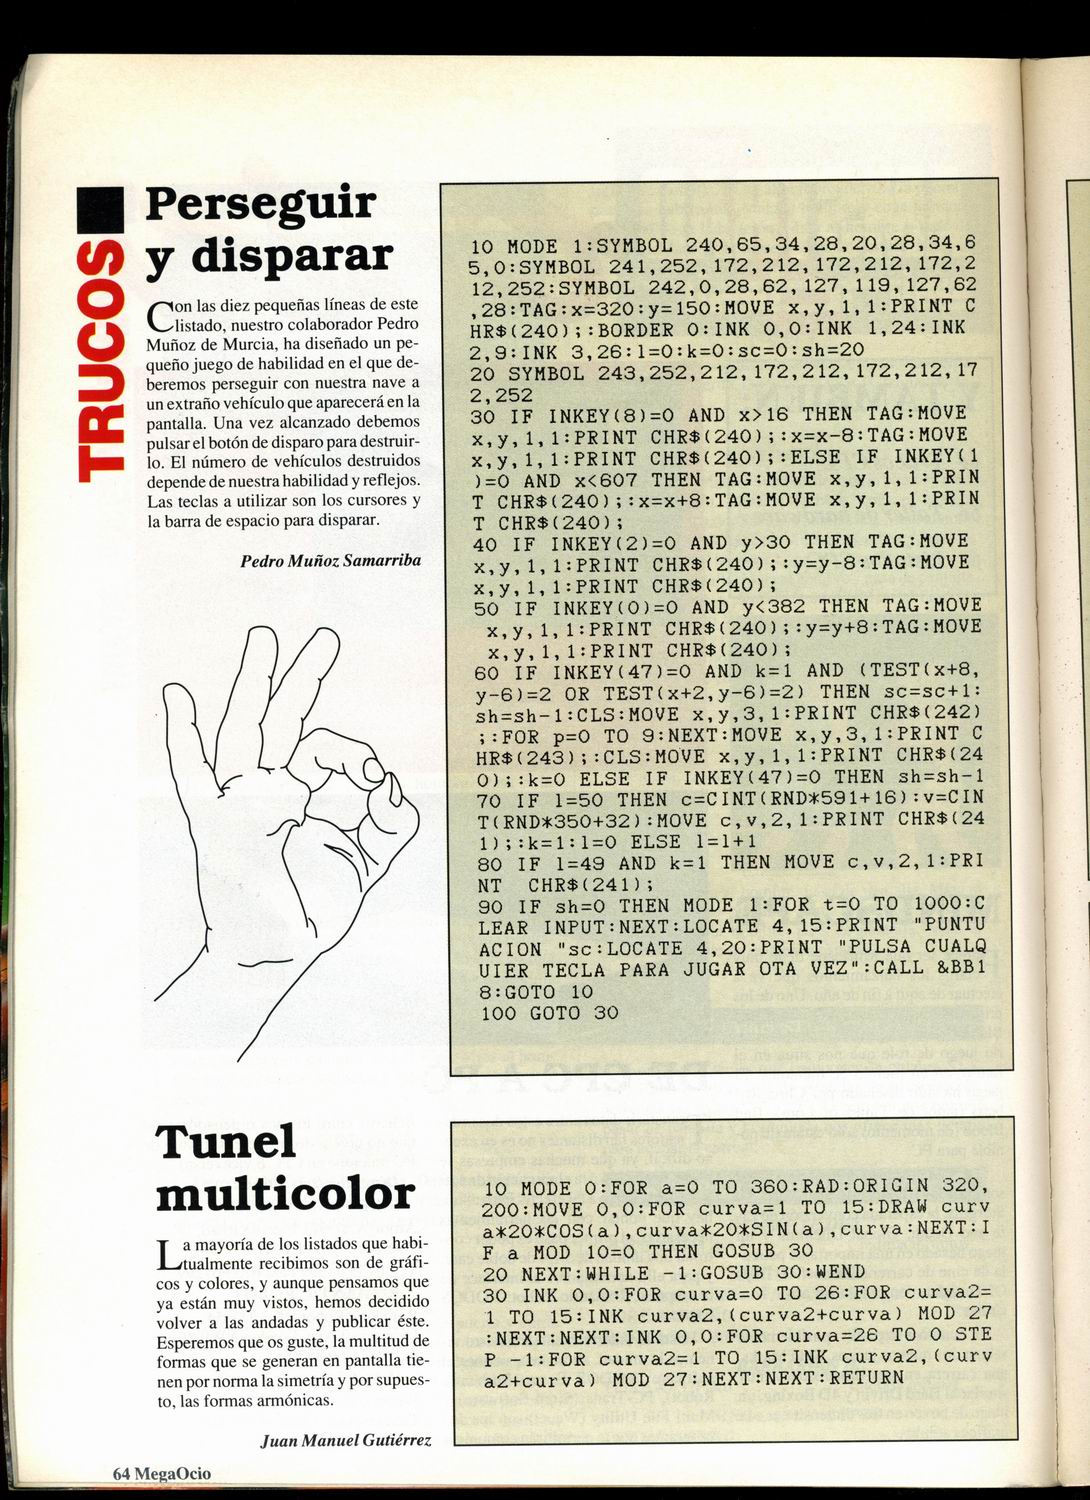 TRUCOS
Perseguir
y disparar
Con las diez pequeñas líneas de este
listado, nuestro colaborador Pedro
Muñoz de Murcia, ha diseñado un pe-
queño juego de habilidad en el que de-
beremos perseguir con nuestra nave a
un extraño vehículo que aparecerá en la
pantalla. Una vez alcanzado debemos
pulsar el botón de disparo para destruir-
lo. El número de vehículos destruidos
depende de nuestra habilidad y reflejos.
Las teclas a utilizar son los cursores y
la barra de espacio para disparar.
Pedro Muñoz Samarriba
10 MODE 1:SYMBOL 240,65,34,28,20,28,34,6
5,0:SYMBOL 241,252,172,212,172,212,172,2
12,252:SYMBOL 242,0,28,62,127,119,127,62
,28:TAG:x=320:y=150:MOVE x,y,1,1:PRINT C
HR$(240);:BORDER 0:INK 0,0:INK 1,24:INK
2,9:INK 3,26:l=0:k=0:sc=0:sh=20
20 SYMBOL 243,252,212,172,212,172,212,17
2,252
30 IF INKEY(8)=0 AND x>16 THEN TAG:MOVE
x,y,1,1:PRINT CHR$(240);:x=x-8:TAG:MOVE
x,y,1,1:PRINT CHR$(240);:ELSE IF INKEY(1
)=0 AND x<607 THEN TAG:MOVE x,y,1,1:PRIN
T CHR$(240);:x=x+8:TAG:MOVE x,y,1,1:PRIN
T CHR$(240);
40 IF INKEY(2)=0 AND y>30 THEN TAG:MOVE
x,y,1,1:PRINT CHR$(240);:y=y-8:TAG:MOVE
x,y,1,1:PRINT CHR$(240);
50 IF INKEY(0)=0 AND y<382 THEN TAG:MOVE
x,y,1,1:PRINT CHR$(240);:y=y+8:TAG:MOVE
x,y,1,1:PRINT CHR$(240);
60 IF INKEY(47)=0 AND k=1 AND (TEST(x+8,
y-6)=2 OR TEST(x+2,y-6)=2) THEN sc=sc+1:
sh=sh-1:CLS:MOVE x,y,3,1:PRINT CHR$(242)
;:FOR p=0 TO 9:NEXT:MOVE x,y,3,1:PRINT C
HR$(243);:CLS:MOVE x,y,1,1:PRINT CHR$(24
0);:k=0 ELSE IF INKEY(47)=0 THEN sh=sh-1
70 IF l=50 THEN c=CINT(RND*591+16):v=CIN
T(RND*350+32):MOVE c,v,2,1:PRINT CHR$(24
1);:k=1:l=0 ELSE l=l+1
80 IF l=49 AND k=1 THEN MOVE c,v,2,1:PRI
NT  CHR$(241);
90 IF sh=0 THEN MODE 1:FOR t=0 TO 1000:C
LEAR INPUT:NEXT:LOCATE 4,15:PRINT "PUNTU
ACION "sc:LOCATE 4,20:PRINT "PULSA CUALQ
UIER TECLA PARA JUGAR OTA VEZ":CALL &BB1
8:GOTO 10
100 GOTO 30
Tunel
multicolor
La mayoría de los listados que habi-
tualmente recibimos son de gráfi-
cos y colores, y aunque pensamos que
ya están muy vistos, hemos decidido
volver a las andadas y publicar éste.
Esperemos que os guste, la multitud de
formas que se generan en pantalla tie-
nen por norma la simetría y por supues-
to, las formas armónicas.
Juan Manuel Gutiérrez
10 MODE 0:FOR a=0 TO 360:RAD:ORIGIN 320,
200:MOVE 0,0:FOR curva=1 TO 15:DRAW curv
a*20*COS(a),curva*20*SIN(a),curva:NEXT:I
F a MOD 10=0 THEN GOSUB 30
20 NEXT:WHILE -1:GOSUB 30:WEND
30 INK 0,0:FOR curva=0 TO 26:FOR curva2=
1 TO 15:INK curva2,(curva2+curva) MOD 27
:NEXT:NEXT:INK 0,0:FOR curva=26 TO 0 STE
P -1:FOR curva2=1 TO 15:INK curva2,(curv
a2+curva) MOD 27:NEXT:NEXT:RETURN
64 MegaOcio